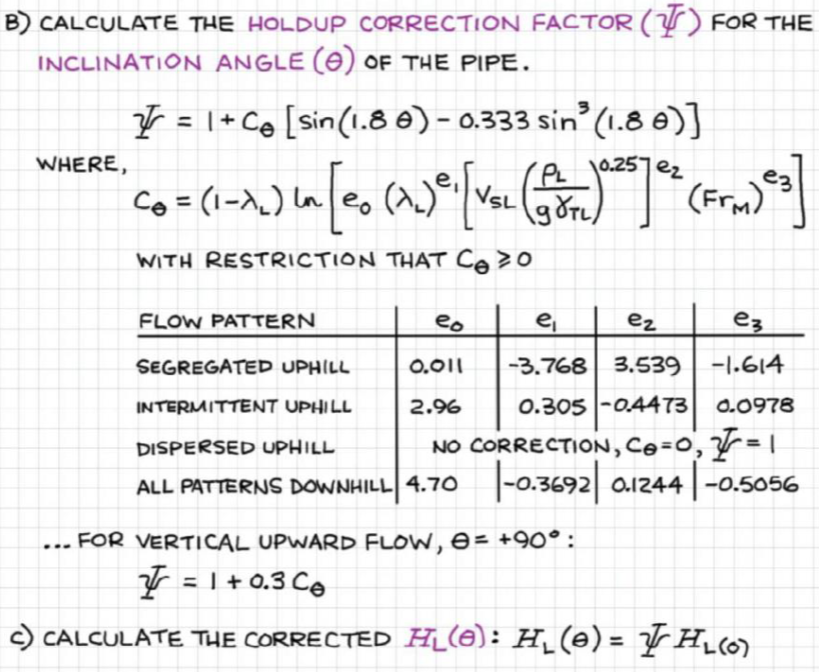 B) CALCULATE THE HOLDUP CORRECTION FACTOR (Ψ) FOR THE
INCLINATION ANGLE (θ) OF THE PIPE.
Ψ = 1 + Cθ [sin(1.8 θ) - 0.333 sin³(1.8 θ)]
WHERE,
Cθ = (1-λL) ln [e₀ (λL)^e₁ [VSL (ρL / gγTL)^0.25]^e₂ (FrM)^e₃]
WITH RESTRICTION THAT Cθ ≥ 0
FLOW PATTERN e₀ e₁ e₂ e₃
SEGREGATED UPHILL 0.011 -3.768 3.539 -1.614
INTERMITTENT UPHILL 2.96 0.305 -0.4473 0.0978
DISPERSED UPHILL NO CORRECTION, Cθ=0, Ψ=1
ALL PATTERNS DOWNHILL 4.70 -0.3692 0.1244 -0.5056
... FOR VERTICAL UPWARD FLOW, θ = +90°:
Ψ = 1 + 0.3 Cθ
C) CALCULATE THE CORRECTED HL(θ): HL(θ) = Ψ HL(0)